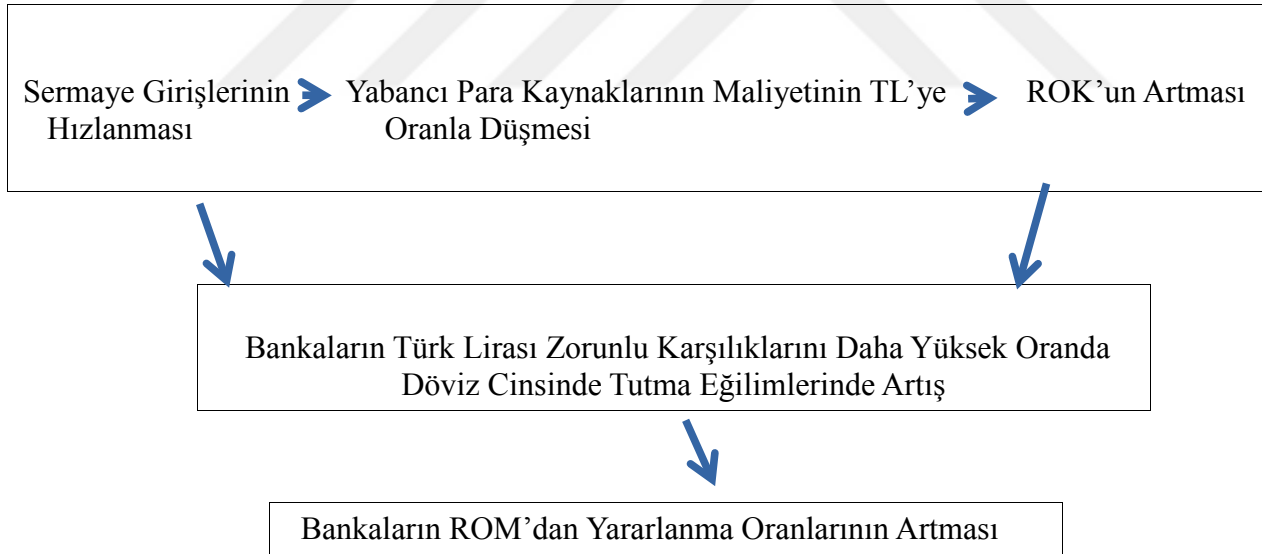 Sermaye Girişlerinin Yabancı Para Kaynaklarının Maliyetinin TL’ye ROK’un Artması
Hızlanması Oranla Düşmesi
Bankaların Türk Lirası Zorunlu Karşılıklarını Daha Yüksek Oranda
Döviz Cinsinde Tutma Eğilimlerinde Artış
Bankaların ROM’dan Yararlanma Oranlarının Artması